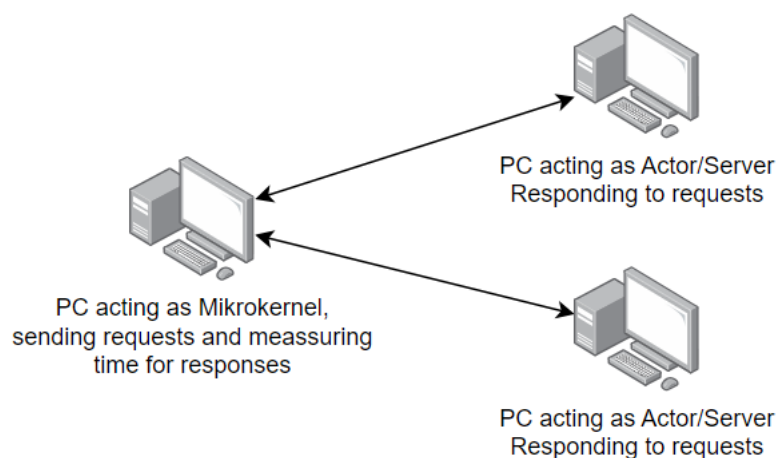 PC acting as Actor/Server
Responding to requests
PC acting as Mikrokernel,
sending requests and meassuring
time for responses
PC acting as Actor/Server
Responding to requests